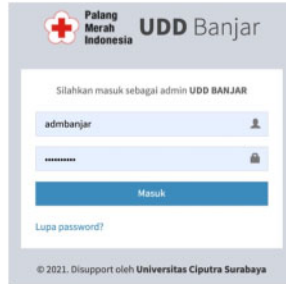 Palang
Merah
Indonesia
UDD Banjar
Silahkan masuk sebagai admin UDD BANJAR
admbanjar
••••••••••
Masuk
Lupa password?
© 2021. Disupport oleh Universitas Ciputra Surabaya